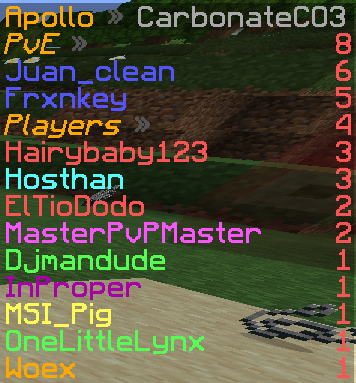 Apollo » CarbonateCO3
PvE » 8
Juan_clean 6
Frxnkey 5
Players » 4
Hairybaby123 3
Hosthan 3
ElTioDodo 2
MasterPvPMaster 2
Djmandude 1
InProper 1
MSI_Pig 1
OneLittleLynx 1
Woex 1